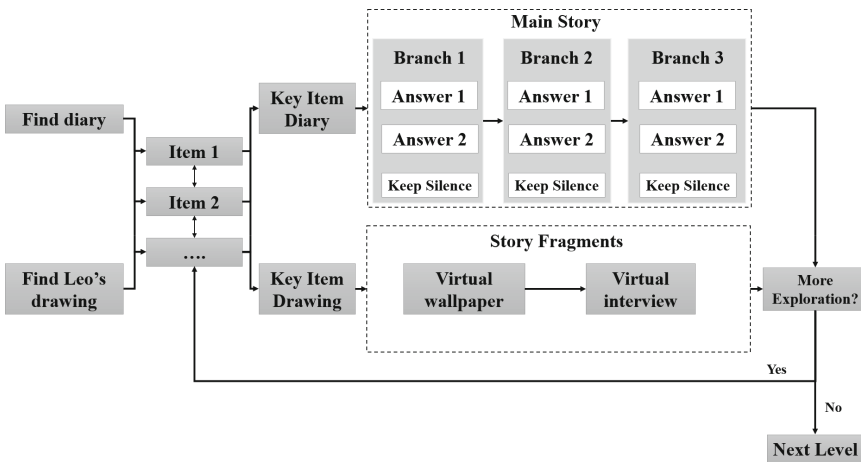 Main Story
Branch 1
Answer 1
Answer 2
Keep Silence
Branch 2
Answer 1
Answer 2
Keep Silence
Branch 3
Answer 1
Answer 2
Keep Silence
Find diary
Find Leo's
drawing
Item 1
Item 2
....
Key Item
Diary
Key Item
Drawing
Story Fragments
Virtual
wallpaper
Virtual
interview
More
Exploration?
Yes
No
Next Level